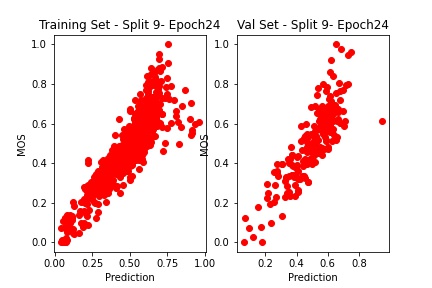 Training Set - Split 9- Epoch24
MOS
1.0
0.8
0.6
0.4
0.2
0.0
0.00 0.25 0.50 0.75 1.00
Prediction
Val Set - Split 9- Epoch24
MOS
1.0
0.8
0.6
0.4
0.2
0.0
0.2 0.4 0.6 0.8
Prediction